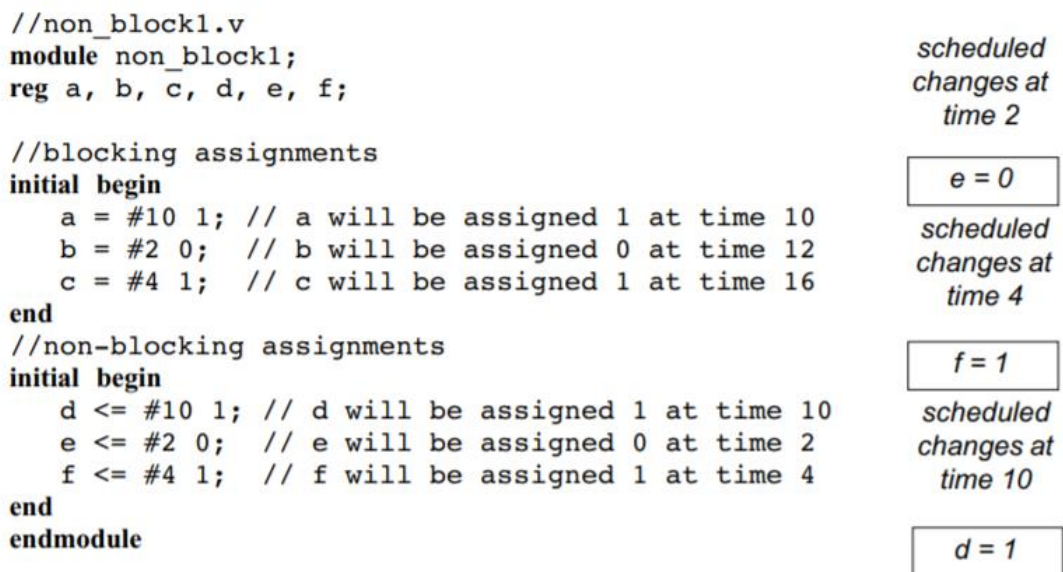 //non_block1.v
module non_block1;
reg a, b, c, d, e, f;
//blocking assignments
initial begin
a = #10 1; // a will be assigned 1 at time 10
b = #2 0; // b will be assigned 0 at time 12
c = #4 1; // c will be assigned 1 at time 16
end
//non-blocking assignments
initial begin
d <= #10 1; // d will be assigned 1 at time 10
e <= #2 0; // e will be assigned 0 at time 2
f <= #4 1; // f will be assigned 1 at time 4
end
endmodule
scheduled
changes at
time 2
e = 0
scheduled
changes at
time 4
f = 1
scheduled
changes at
time 10
d = 1